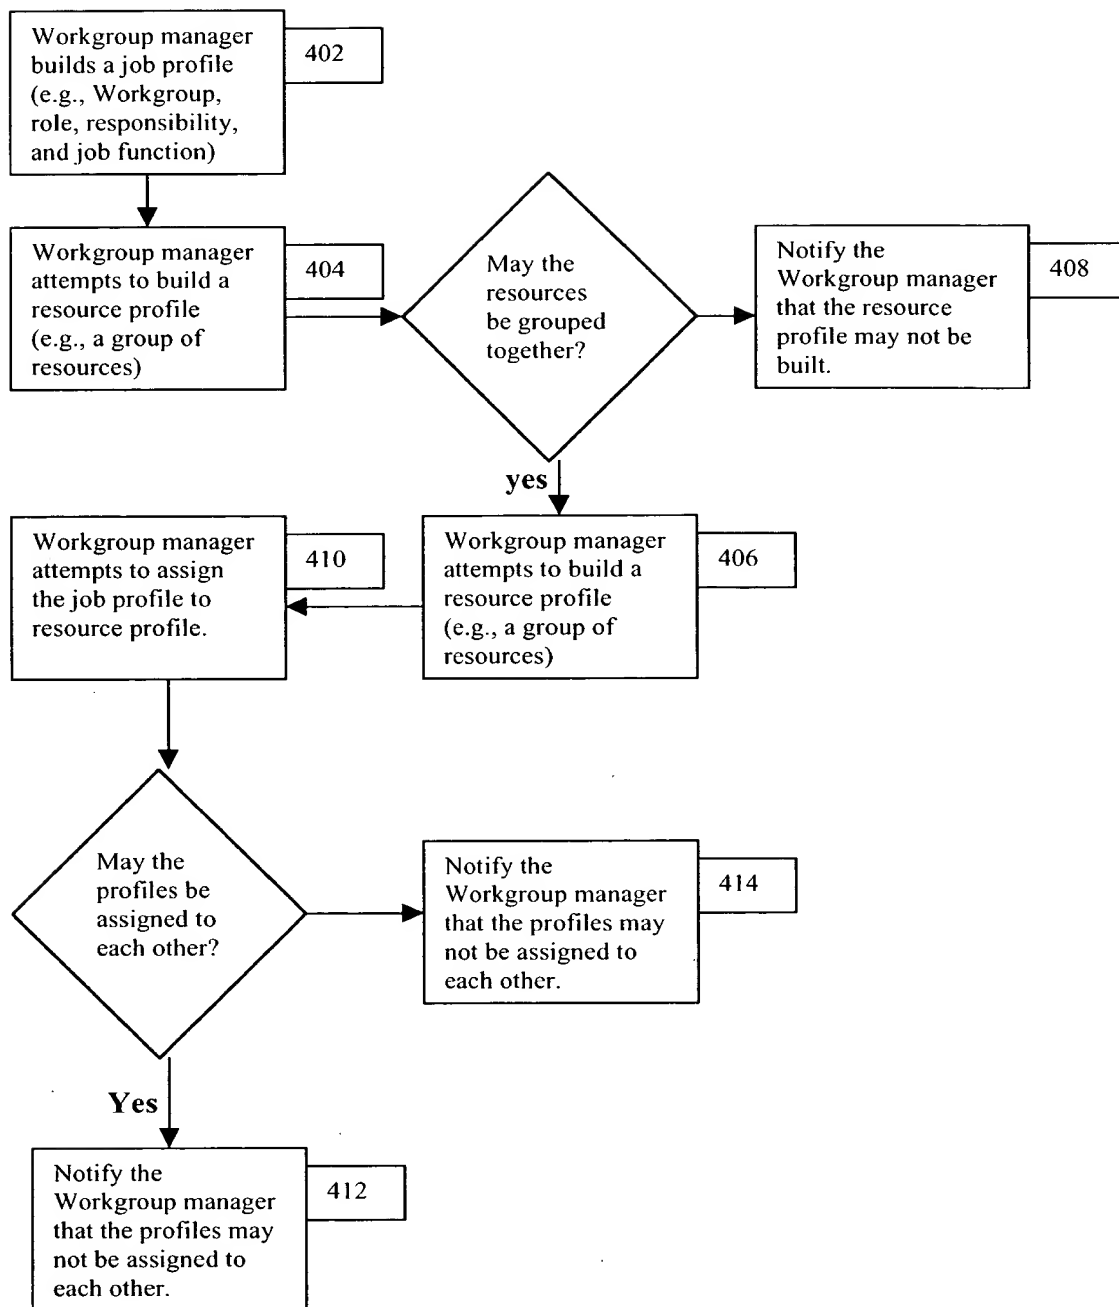 Workgroup manager
builds a job profile
(e.g., Workgroup,
role, responsibility,
and job function)
402
Workgroup manager
attempts to build a
resource profile
(e.g., a group of
resources)
404
May the
resources
be grouped
together?
Notify the
Workgroup manager
that the resource
profile may not be
built.
408
yes
Workgroup manager
attempts to assign
the job profile to
resource profile.
410
Workgroup manager
attempts to build a
resource profile
(e.g., a group of
resources)
406
May the
profiles be
assigned to
each other?
Notify the
Workgroup manager
that the profiles may
not be assigned to
each other.
414
Yes
Notify the
Workgroup manager
that the profiles may
not be assigned to
each other.
412